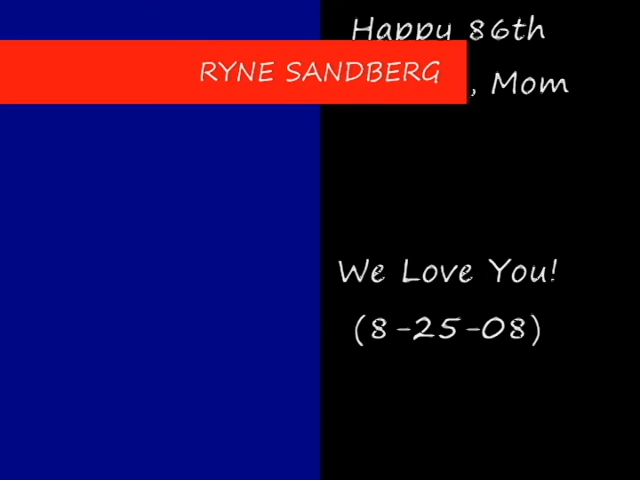 Happy 86th
RYNE SANDBERG
, Mom
We Love You!
(8-25-08)